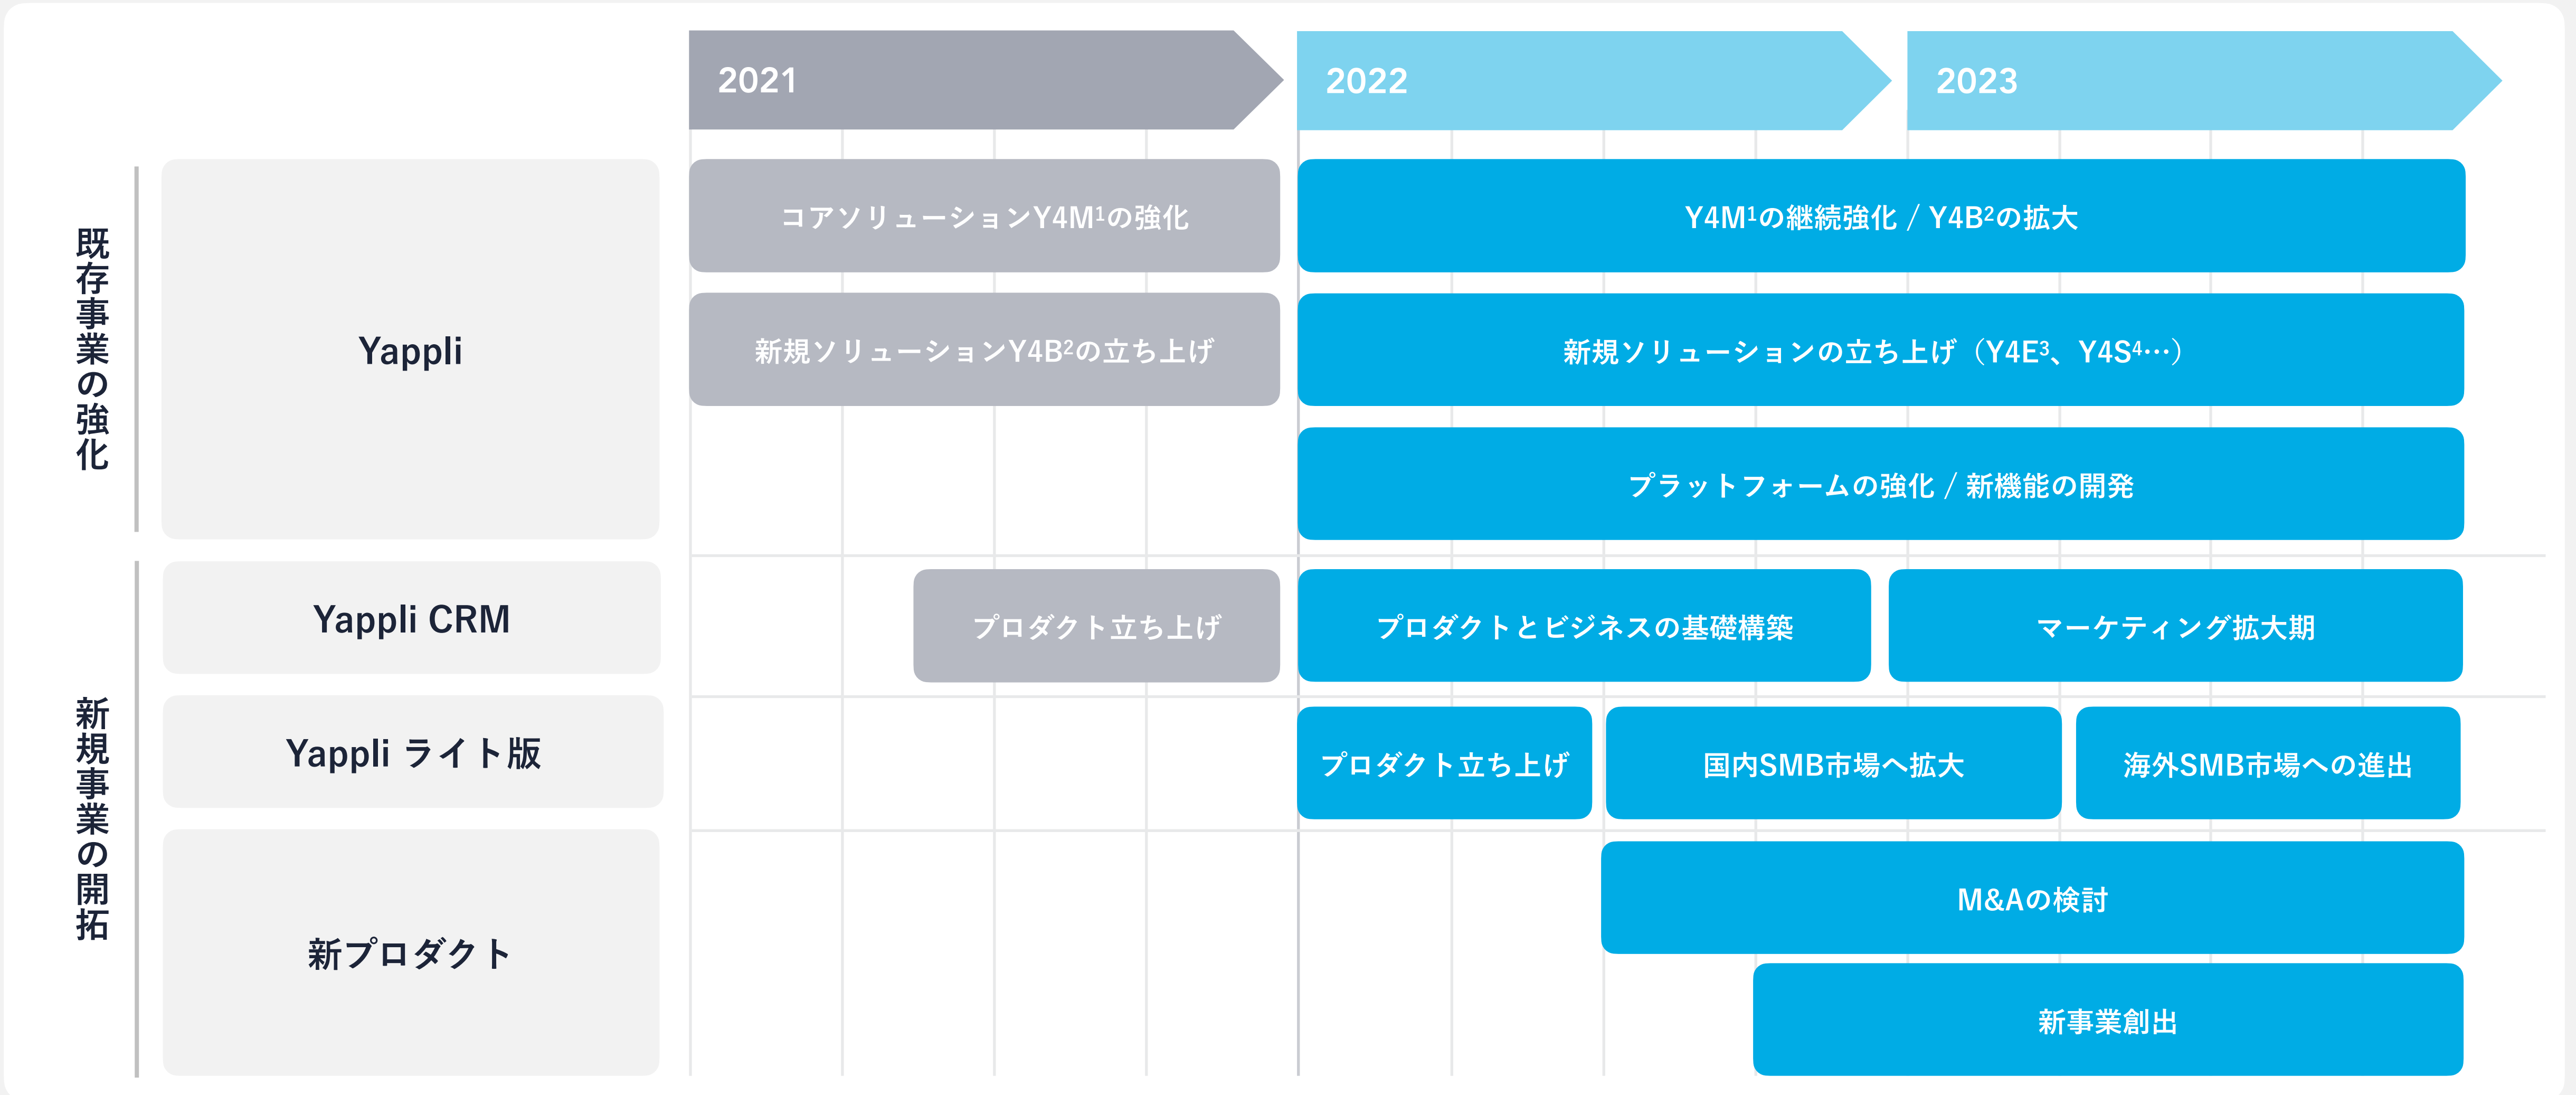 2021
2022
2023
既存事業の強化
Yappli
コアソリューションY4M¹の強化
Y4M¹の継続強化 / Y4B²の拡大
新規ソリューションY4B²の立ち上げ
新規ソリューションの立ち上げ（Y4E³、Y4S⁴…）
プラットフォームの強化 / 新機能の開発
新規事業の開拓
Yappli CRM
プロダクト立ち上げ
プロダクトとビジネスの基礎構築
マーケティング拡大期
Yappli ライト版
プロダクト立ち上げ
国内SMB市場へ拡大
海外SMB市場への進出
新プロダクト
M&Aの検討
新事業創出